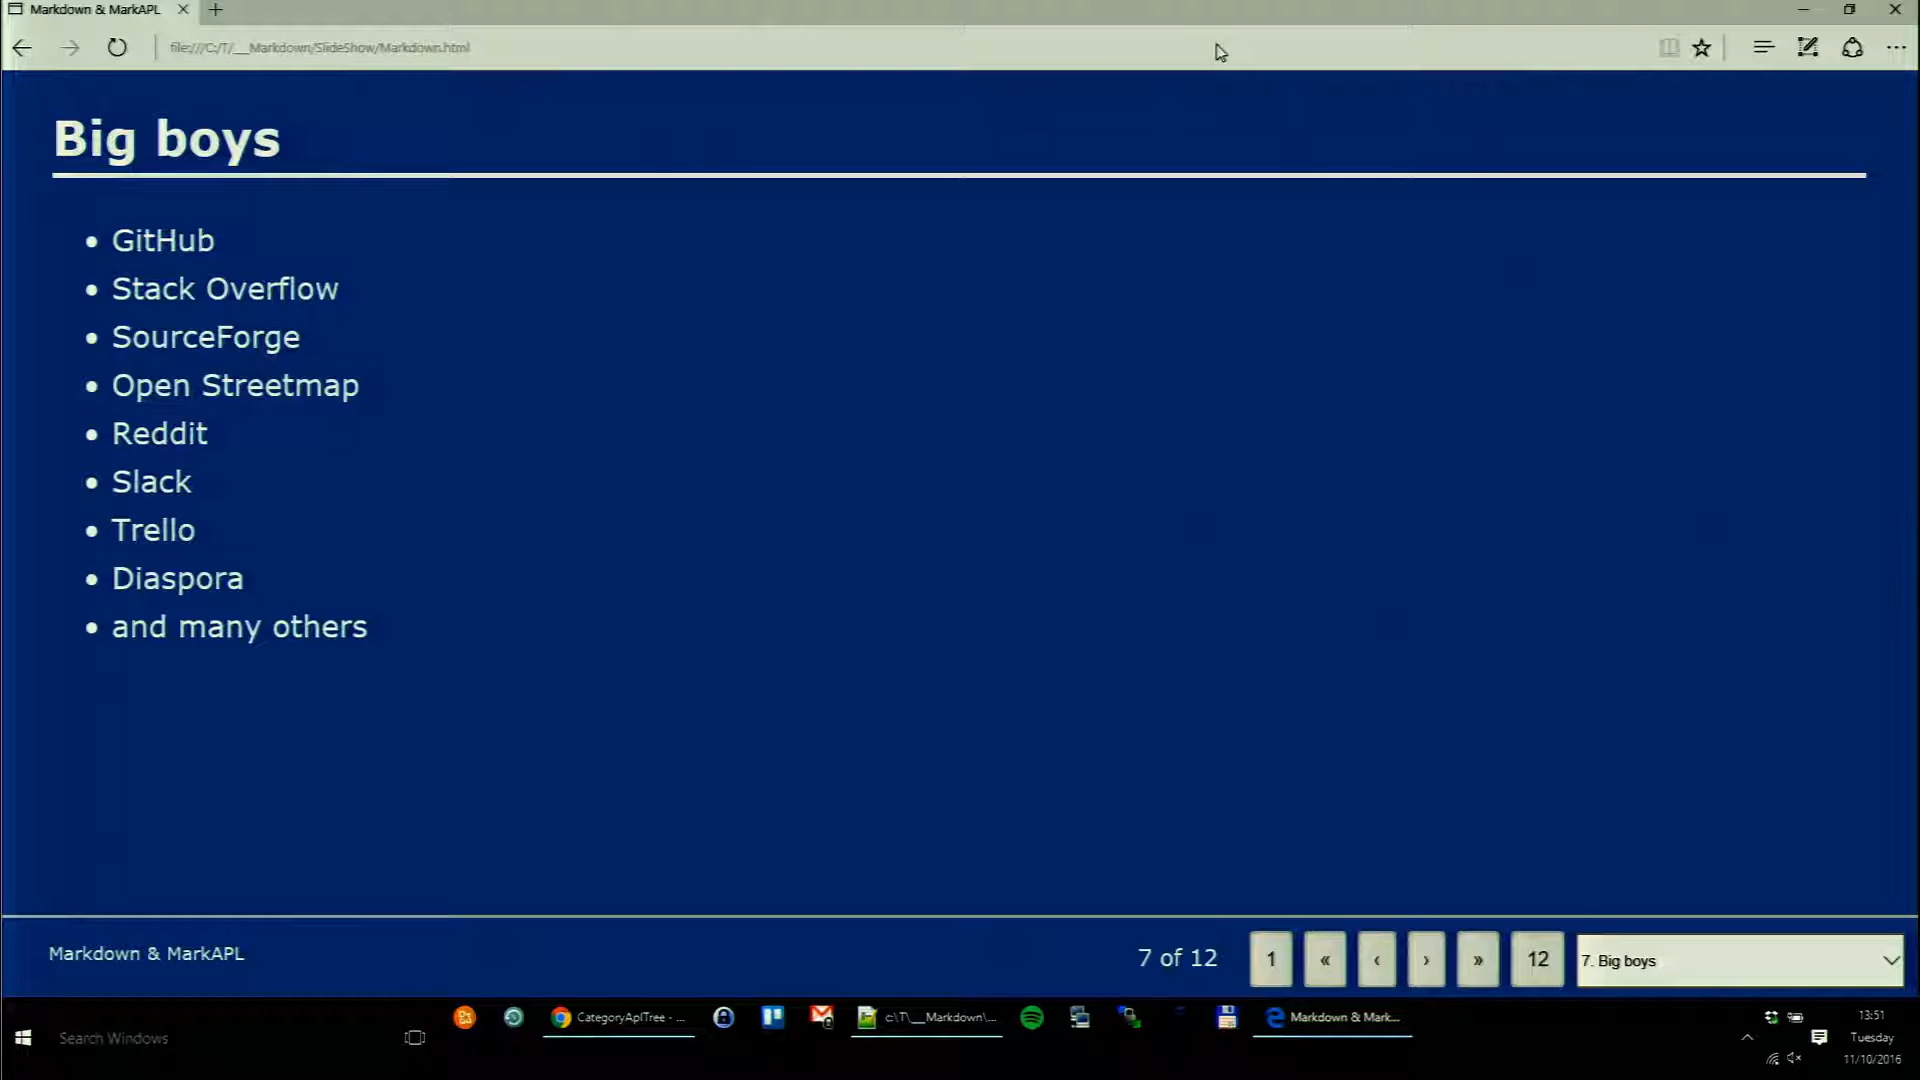 Markdown & MarkAPL
file:///C:/T/__Markdown/SlideShow/Markdown.html
Big boys
• GitHub
• Stack Overflow
• SourceForge
• Open Streetmap
• Reddit
• Slack
• Trello
• Diaspora
• and many others
Markdown & MarkAPL
7 of 12
1 « ‹ › » 12
7. Big boys
Search Windows
CategoryAplTree - ...
c:\T\__Markdown\...
Markdown & Mark...
13:51
Tuesday
11/10/2016